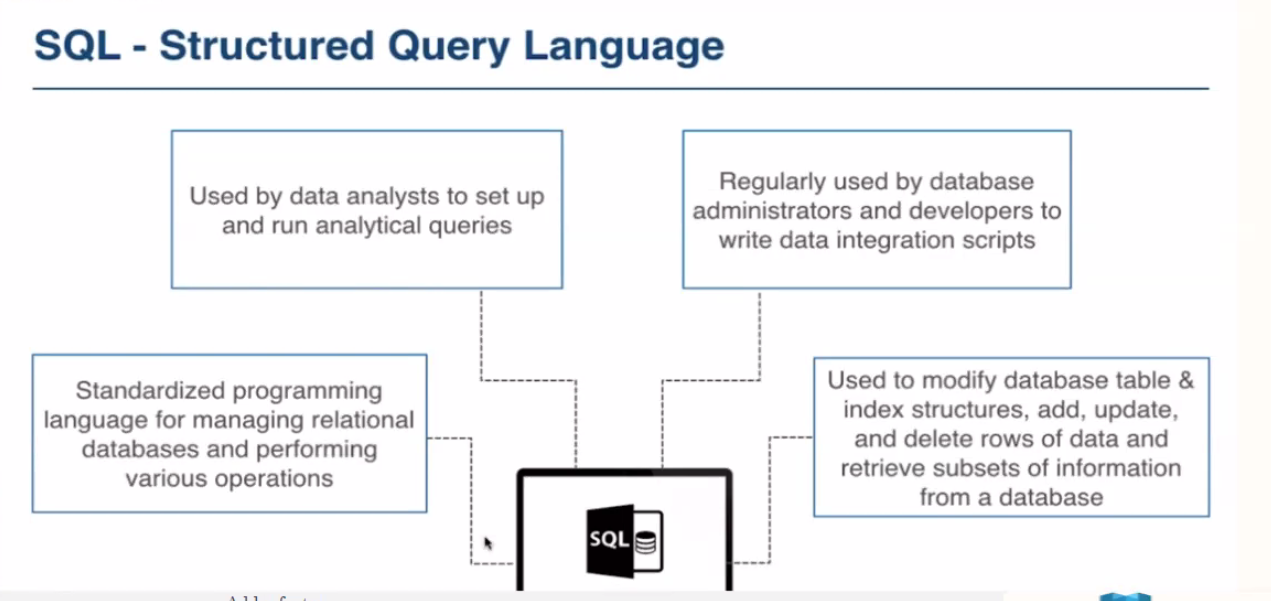 SQL - Structured Query Language
Used by data analysts to set up
and run analytical queries
Regularly used by database
administrators and developers to
write data integration scripts
Standardized programming
language for managing relational
databases and performing
various operations
Used to modify database table &
index structures, add, update,
and delete rows of data and
retrieve subsets of information
from a database
SQL